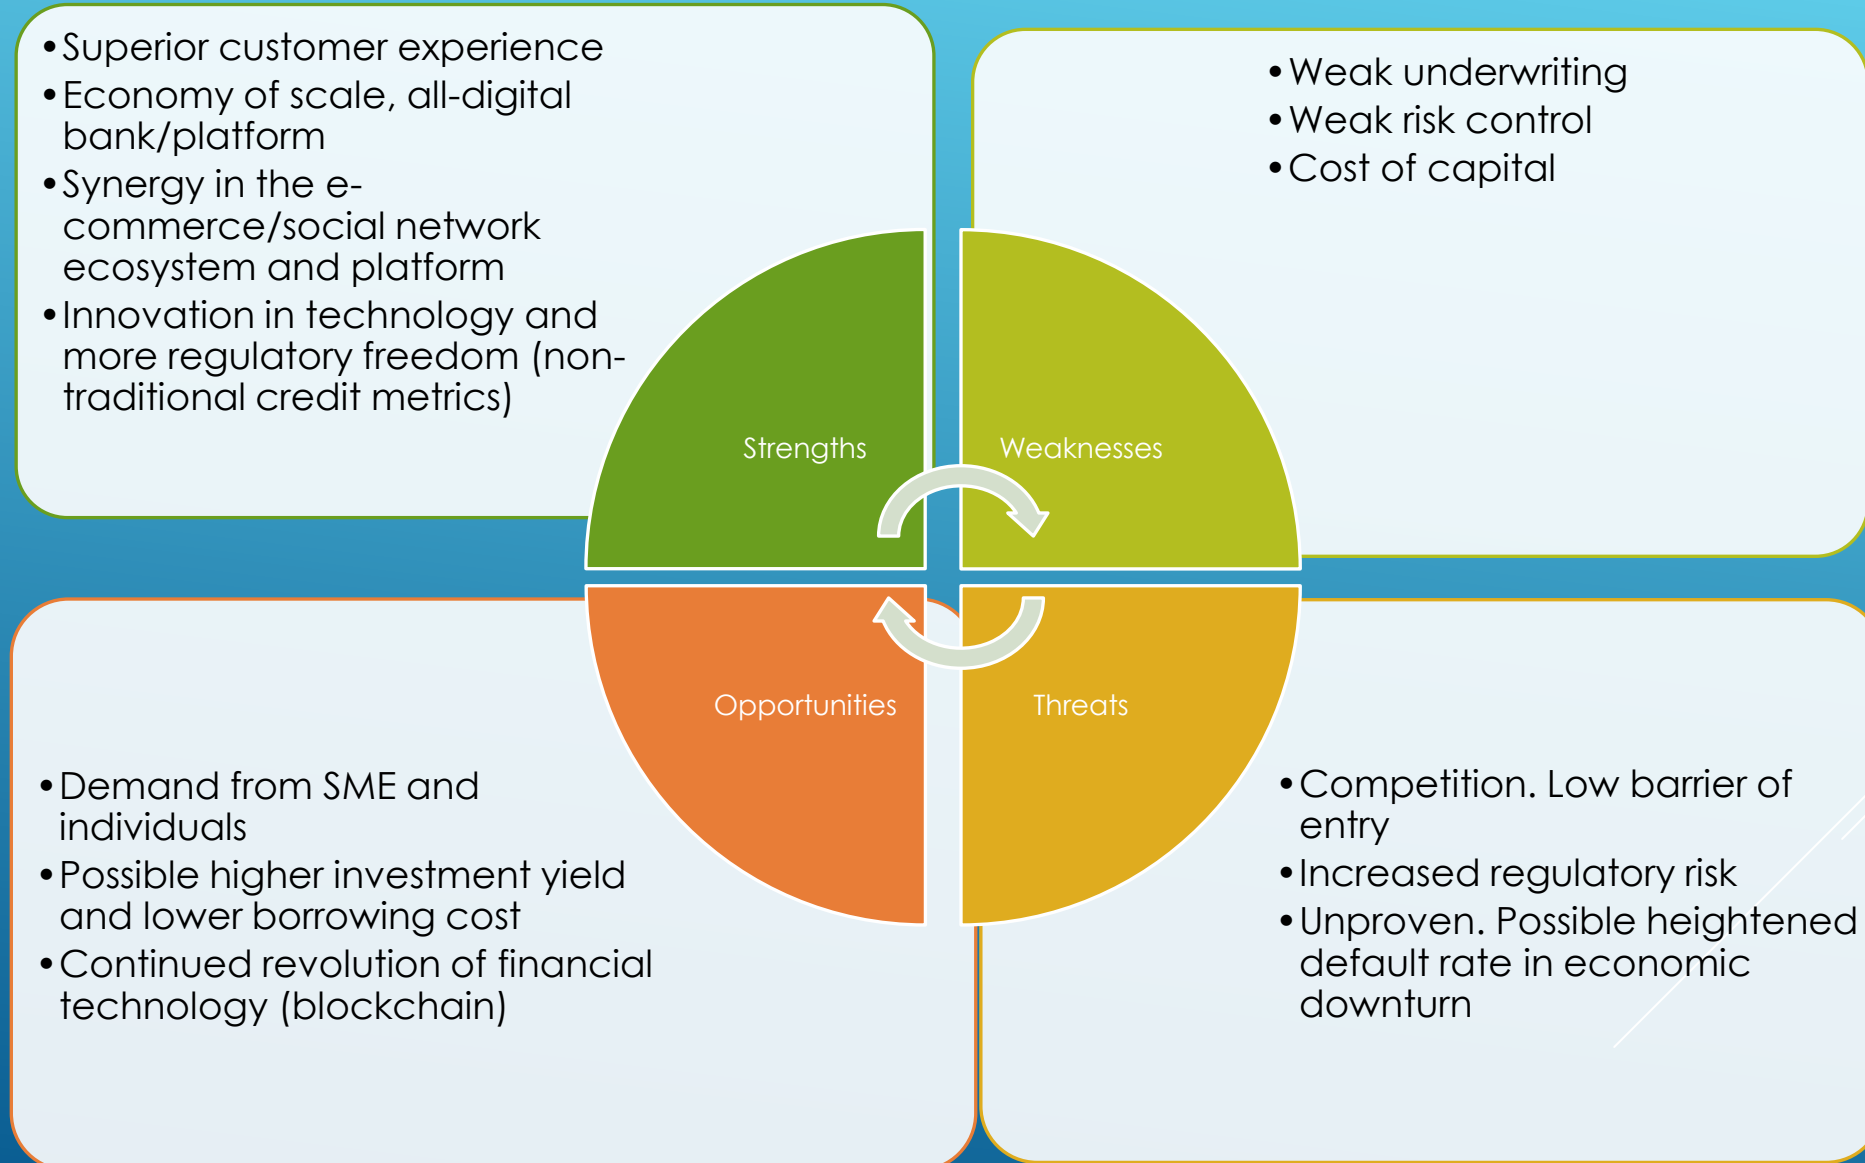 •Superior customer experience
•Economy of scale, all-digital
bank/platform
•Synergy in the e-
commerce/social network
ecosystem and platform
•Innovation in technology and
more regulatory freedom (non-
traditional credit metrics)
•Weak underwriting
•Weak risk control
•Cost of capital
Strengths
Weaknesses
Opportunities
Threats
•Demand from SME and
individuals
•Possible higher investment yield
and lower borrowing cost
•Continued revolution of financial
technology (blockchain)
•Competition. Low barrier of
entry
•Increased regulatory risk
•Unproven. Possible heightened
default rate in economic
downturn